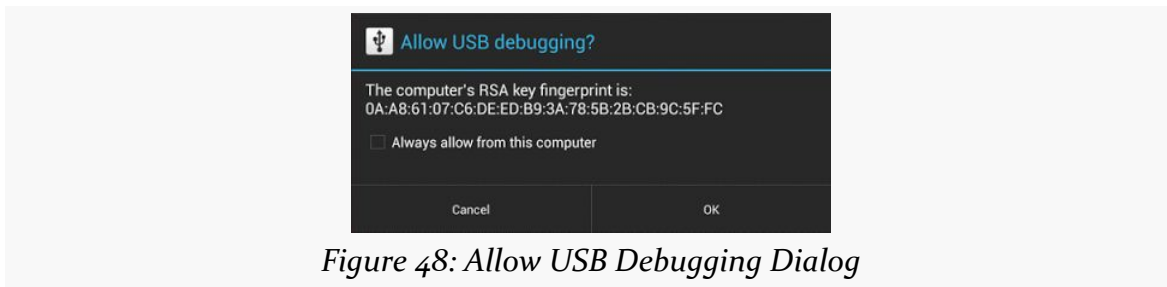 Allow USB debugging?
The computer's RSA key fingerprint is:
0A:A8:61:07:C6:DE:ED:B9:3A:78:5B:2B:CB:9C:5F:FC
Always allow from this computer
Cancel OK
Figure 48: Allow USB Debugging Dialog